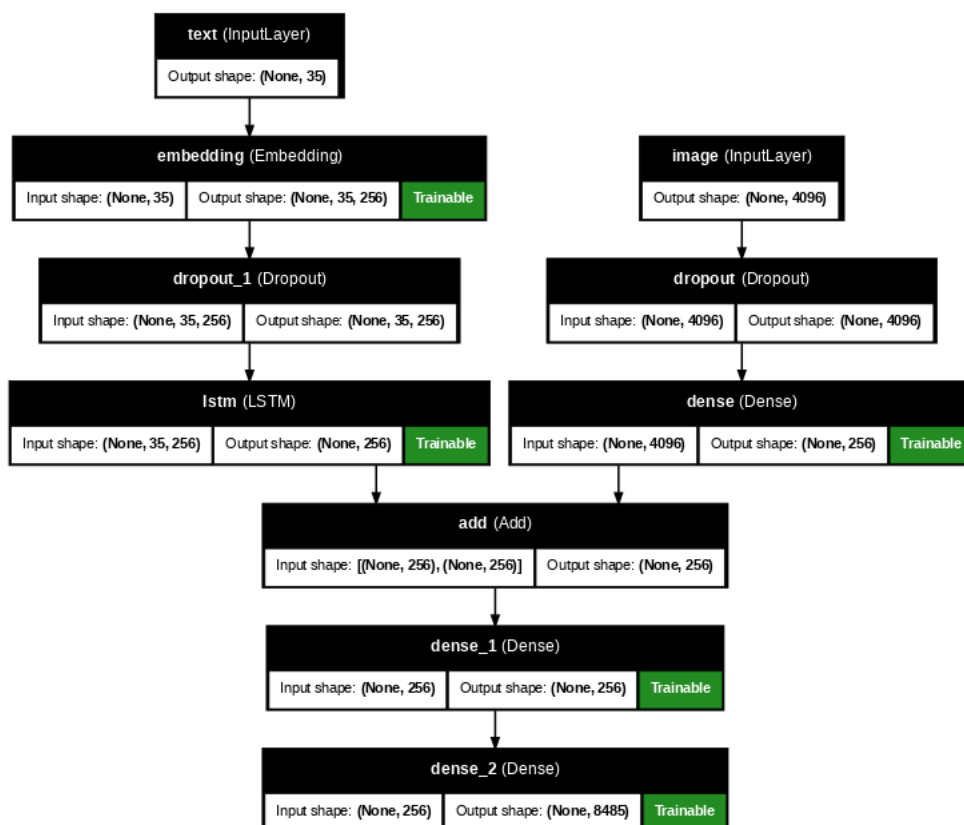 text (InputLayer)
Output shape: (None, 35)
embedding (Embedding)
Input shape: (None, 35) Output shape: (None, 35, 256) Trainable
image (InputLayer)
Output shape: (None, 4096)
dropout_1 (Dropout)
Input shape: (None, 35, 256) Output shape: (None, 35, 256)
dropout (Dropout)
Input shape: (None, 4096) Output shape: (None, 4096)
lstm (LSTM)
Input shape: (None, 35, 256) Output shape: (None, 256) Trainable
dense (Dense)
Input shape: (None, 4096) Output shape: (None, 256) Trainable
add (Add)
Input shape: [(None, 256), (None, 256)] Output shape: (None, 256)
dense_1 (Dense)
Input shape: (None, 256) Output shape: (None, 256) Trainable
dense_2 (Dense)
Input shape: (None, 256) Output shape: (None, 8485) Trainable